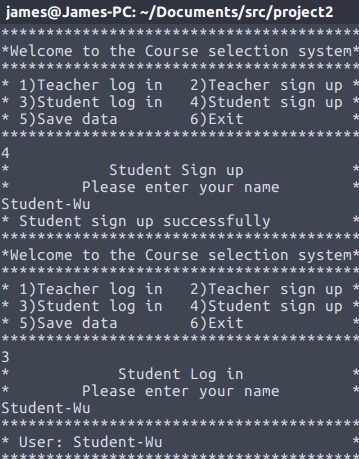 james@James-PC: ~/Documents/src/project2
****************************************
*Welcome to the Course selection system*
****************************************
* 1)Teacher log in   2)Teacher sign up *
* 3)Student log in   4)Student sign up *
* 5)Save data        6)Exit            *
****************************************
4
*           Student Sign up            *
*        Please enter your name        *
Student-Wu
* Student sign up successfully         *
****************************************
*Welcome to the Course selection system*
****************************************
* 1)Teacher log in   2)Teacher sign up *
* 3)Student log in   4)Student sign up *
* 5)Save data        6)Exit            *
****************************************
3
*            Student Log in            *
*        Please enter your name        *
Student-Wu
****************************************
* User: Student-Wu                     *
****************************************